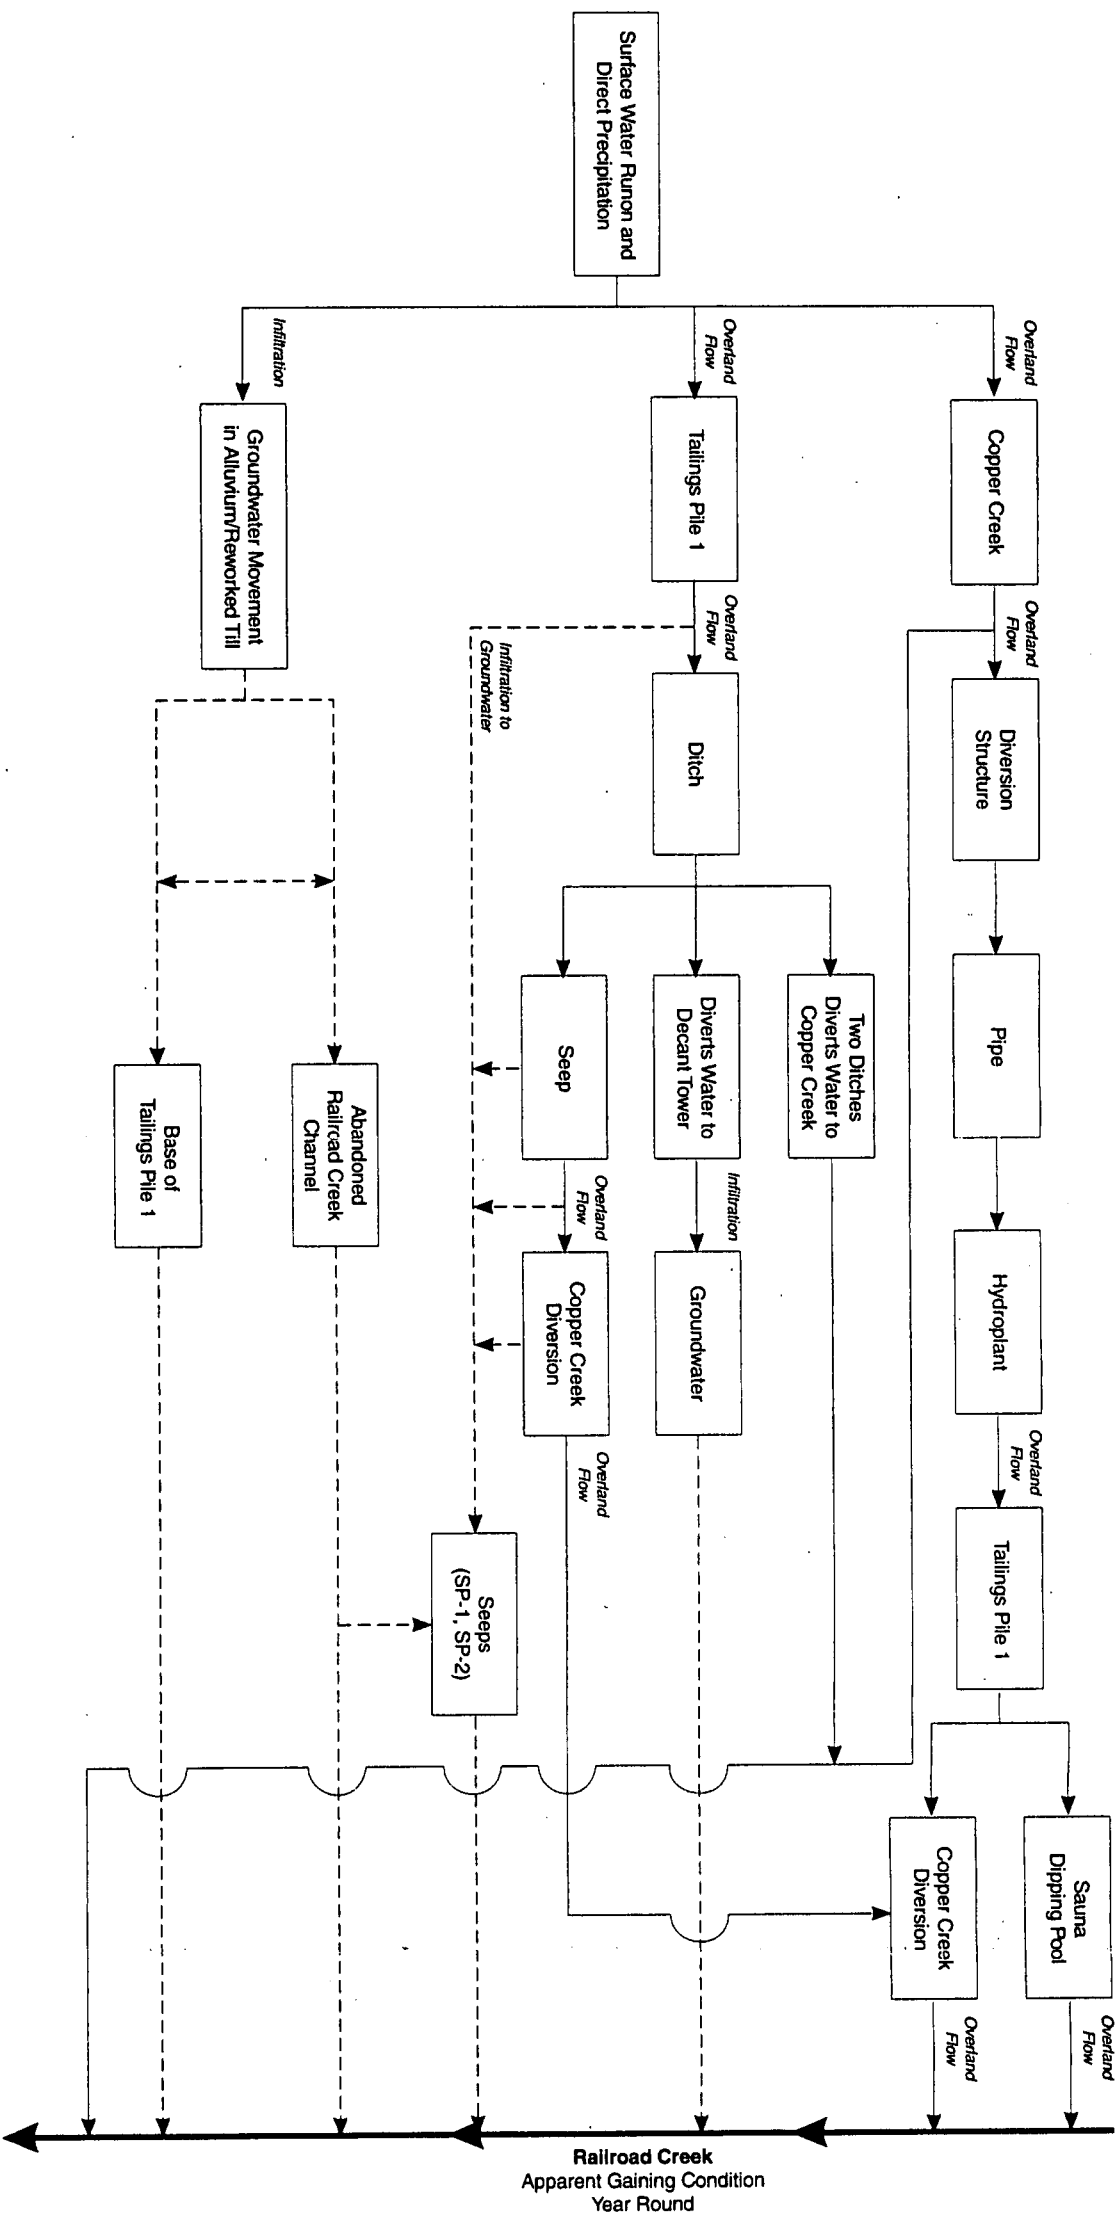 Surface Water Runon and
Direct Precipitation
Overland
Flow
Copper Creek
Overland
Flow
Diversion
Structure
Pipe
Hydroplant
Overland
Flow
Tailings Pile 1
Sauna
Dipping Pool
Overland
Flow
Copper Creek
Diversion
Overland
Flow
Overland
Flow
Tailings Pile 1
Overland
Flow
Ditch
Infiltration to
Groundwater
Two Ditches
Diverts Water to
Copper Creek
Diverts Water to
Decant Tower
Infiltration
Groundwater
Seep
Overland
Flow
Copper Creek
Diversion
Overland
Flow
Seeps
(SP-1, SP-2)
Infiltration
Groundwater Movement
in Alluvium/Reworked Till
Abandoned
Railroad Creek
Channel
Base of
Tailings Pile 1
Railroad Creek
Apparent Gaining Condition
Year Round